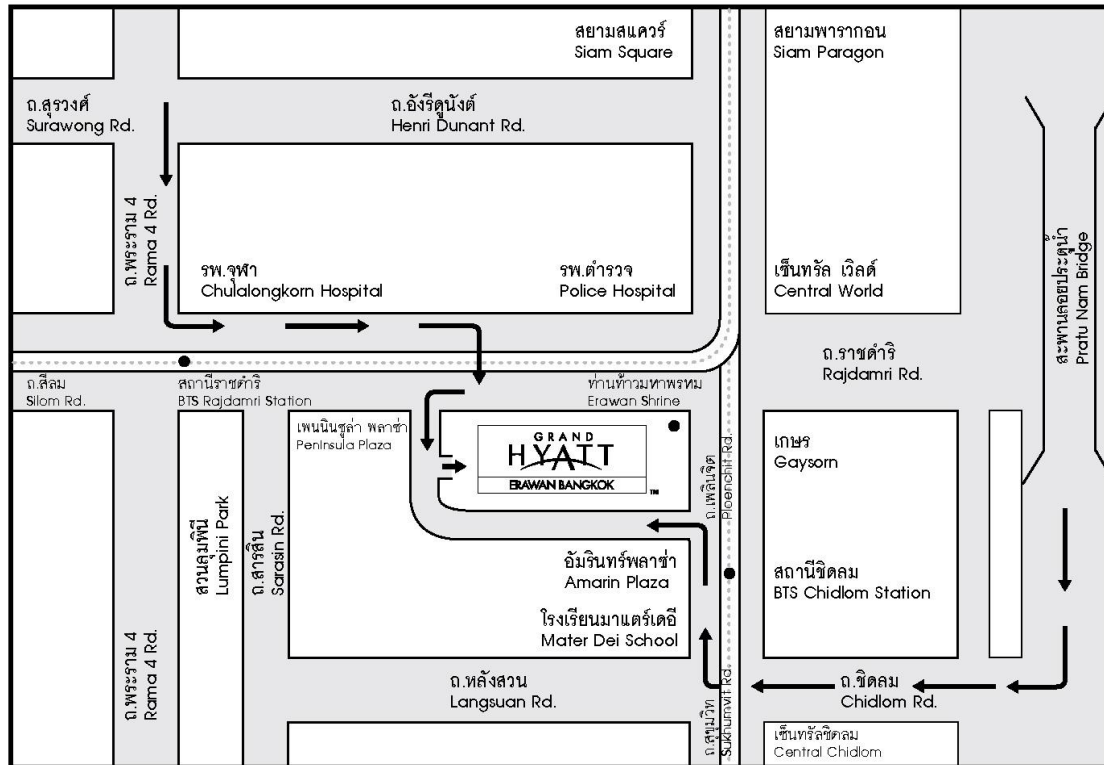 สยามสแควร์
Siam Square
สยามพารากอน
Siam Paragon
ถ.สุรวงศ์
Surawong Rd.
ถ.อังรีดูนังต์
Henri Dunant Rd.
ถ.พระราม 4
Rama 4 Rd.
รพ.จุฬา
Chulalongkorn Hospital
รพ.ตำรวจ
Police Hospital
เซ็นทรัล เวิลด์
Central World
สะพานลอยประตูน้ำ
Pratu Nam Bridge
ถ.ราชดำริ
Rajdamri Rd.
ถ.สีลม
Silom Rd.
สถานีราชดำริ
BTS Rajdamri Station
ท่านท้าวมหาพรหม
Erawan Shrine
เพนนินซูล่า พลาซ่า
Peninsula Plaza
GRAND
HYATT
ERAWAN BANGKOK
TM
ถ.เพลินจิต
Ploenchit Rd.
เกษร
Gaysorn
สวนลุมพินี
Lumpini Park
ถ.สารสิน
Sarasin Rd.
อัมรินทร์พลาซ่า
Amarin Plaza
สถานีชิดลม
BTS Chidlom Station
โรงเรียนมาแตร์เดอี
Mater Dei School
ถ.พระราม 4
Rama 4 Rd.
ถ.หลังสวน
Langsuan Rd.
ถ.สุขุมวิท
Sukhumvit Rd.
ถ.ชิดลม
Chidlom Rd.
เซ็นทรัลชิดลม
Central Chidlom